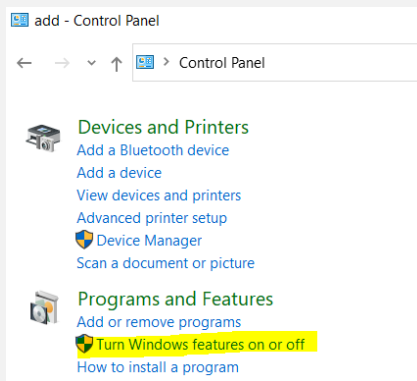 add - Control Panel
Control Panel
Devices and Printers
Add a Bluetooth device
Add a device
View devices and printers
Advanced printer setup
Device Manager
Scan a document or picture
Programs and Features
Add or remove programs
Turn Windows features on or off
How to install a program